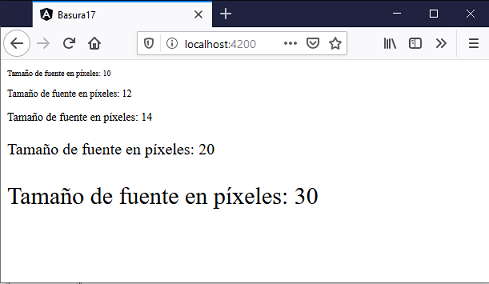 Basura17
localhost:4200
Tamaño de fuente en píxeles: 10
Tamaño de fuente en píxeles: 12
Tamaño de fuente en píxeles: 14
Tamaño de fuente en píxeles: 20
Tamaño de fuente en píxeles: 30